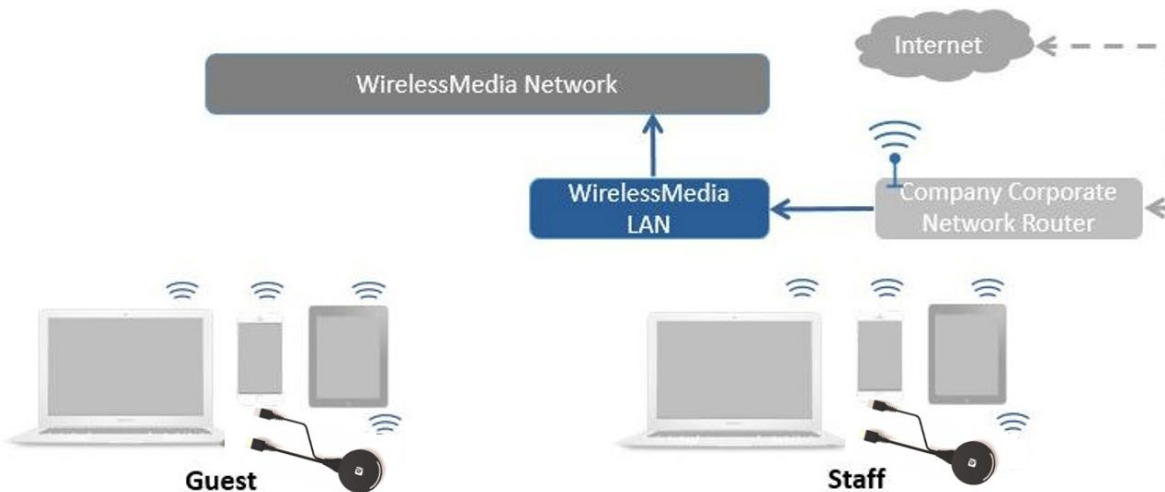 Internet
WirelessMedia Network
WirelessMedia
LAN
Company Corporate
Network Router
Guest
Staff